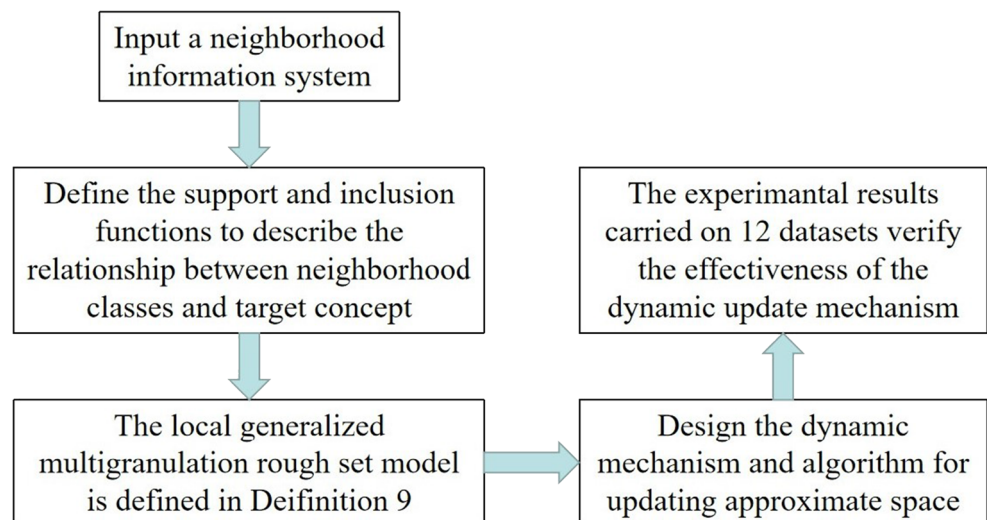 Input a neighborhood
information system
Define the support and inclusion
functions to describe the
relationship between neighborhood
classes and target concept
The local generalized
multigranulation rough set model
is defined in Deifinition 9
Design the dynamic
mechanism and algorithm for
updating approximate space
The experimantal results
carried on 12 datasets verify
the effectiveness of the
dynamic update mechanism